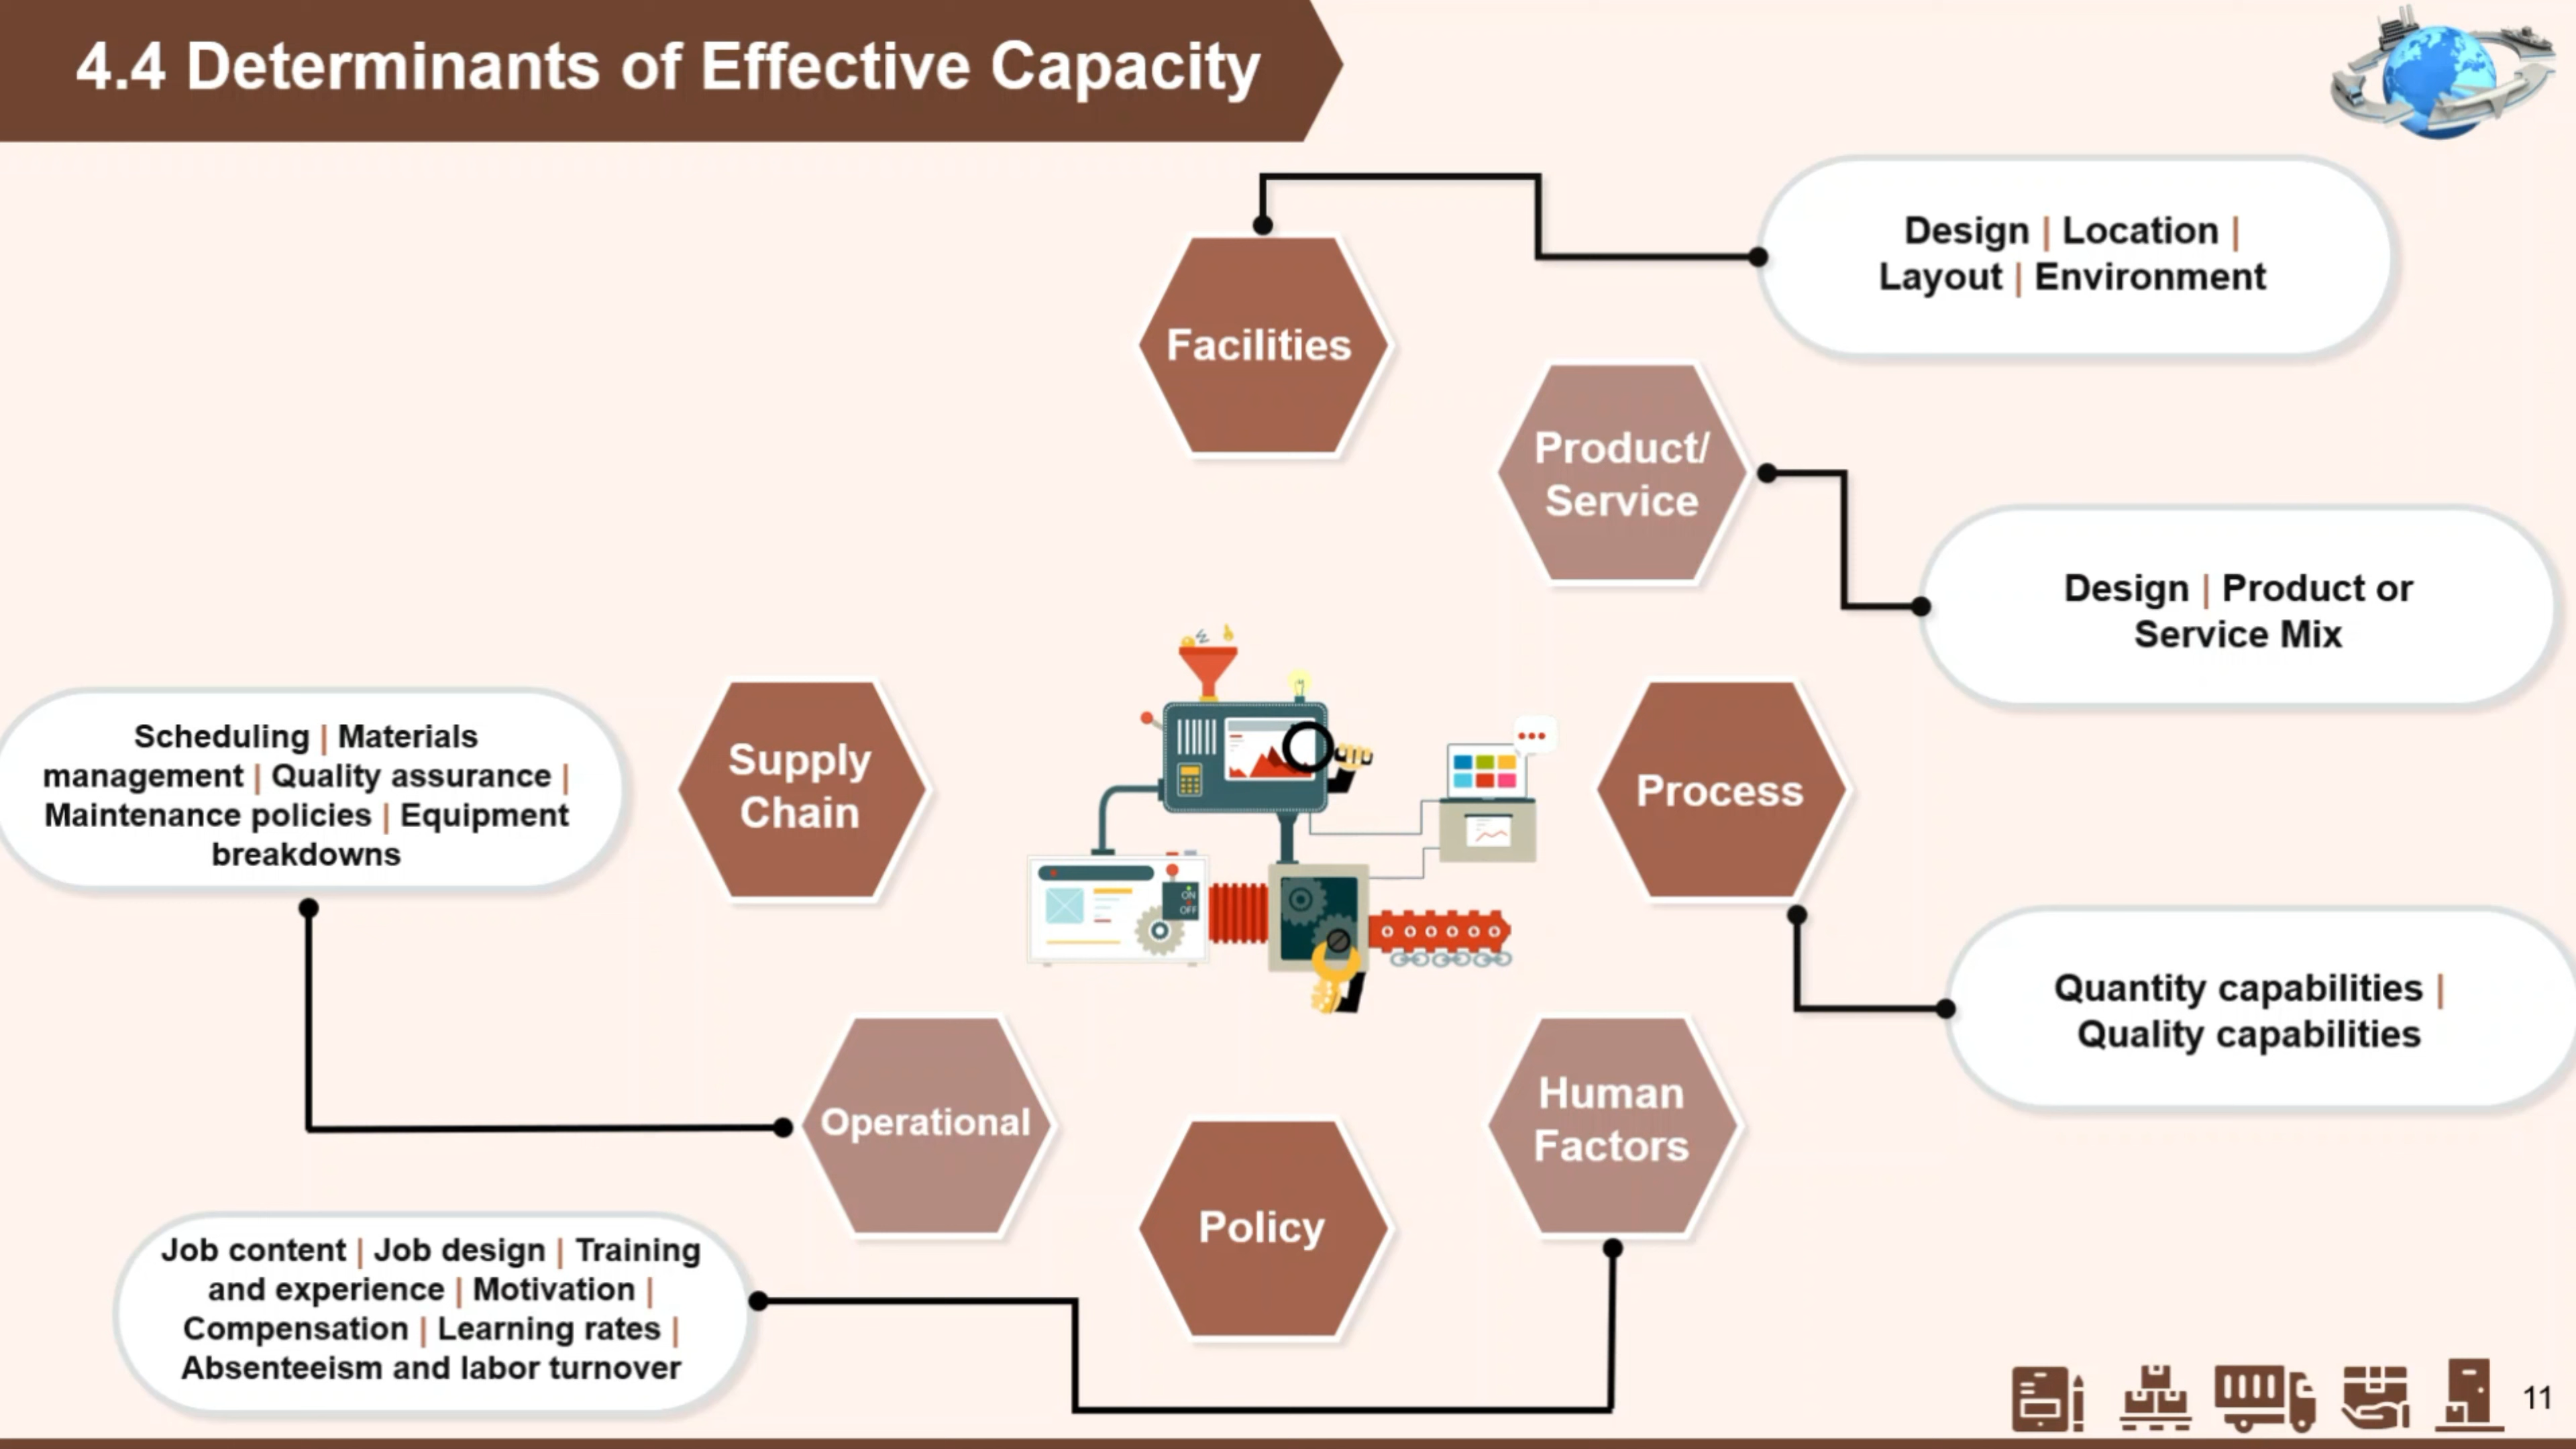 4.4 Determinants of Effective Capacity
Design | Location |
Layout | Environment
Facilities
Product/
Service
Design | Product or
Service Mix
Scheduling | Materials
management | Quality assurance |
Maintenance policies | Equipment
breakdowns
Supply
Chain
Process
ON
OFF
Quantity capabilities |
Quality capabilities
Operational
Human
Factors
Policy
Job content | Job design | Training
and experience | Motivation |
Compensation | Learning rates |
Absenteeism and labor turnover
11